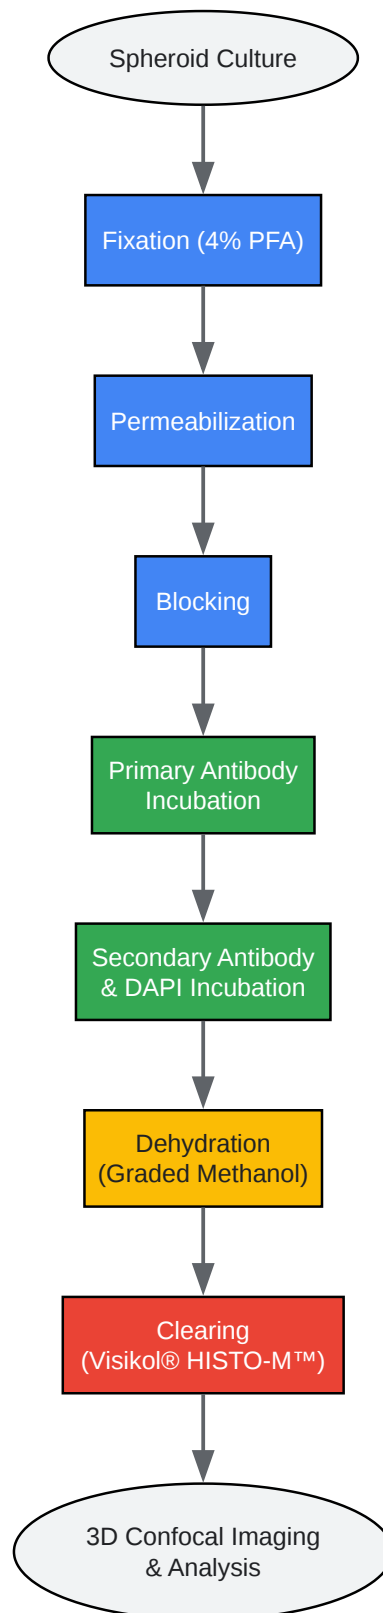 Spheroid Culture
Fixation (4% PFA)
Permeabilization
Blocking
Primary Antibody
Incubation
Secondary Antibody
& DAPI Incubation
Dehydration
(Graded Methanol)
Clearing
(Visikol® HISTO-M™)
3D Confocal Imaging
& Analysis